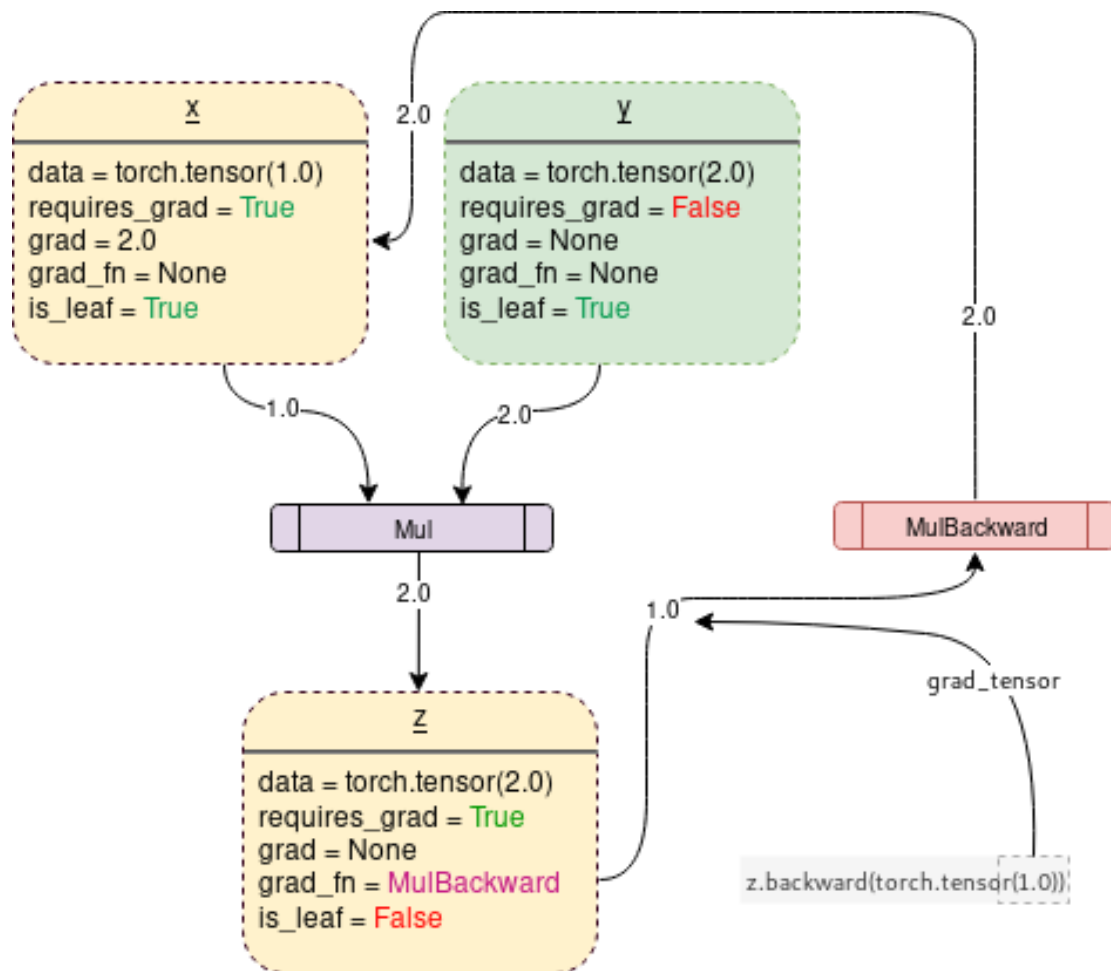 2.0
x
data = torch.tensor(1.0)
requires_grad = True
grad = 2.0
grad_fn = None
is_leaf = True
y
data = torch.tensor(2.0)
requires_grad = False
grad = None
grad_fn = None
is_leaf = True
2.0
1.0
2.0
Mul
MulBackward
2.0
1.0
z
data = torch.tensor(2.0)
requires_grad = True
grad = None
grad_fn = MulBackward
is_leaf = False
grad_tensor
z.backward(torch.tensor(1.0))